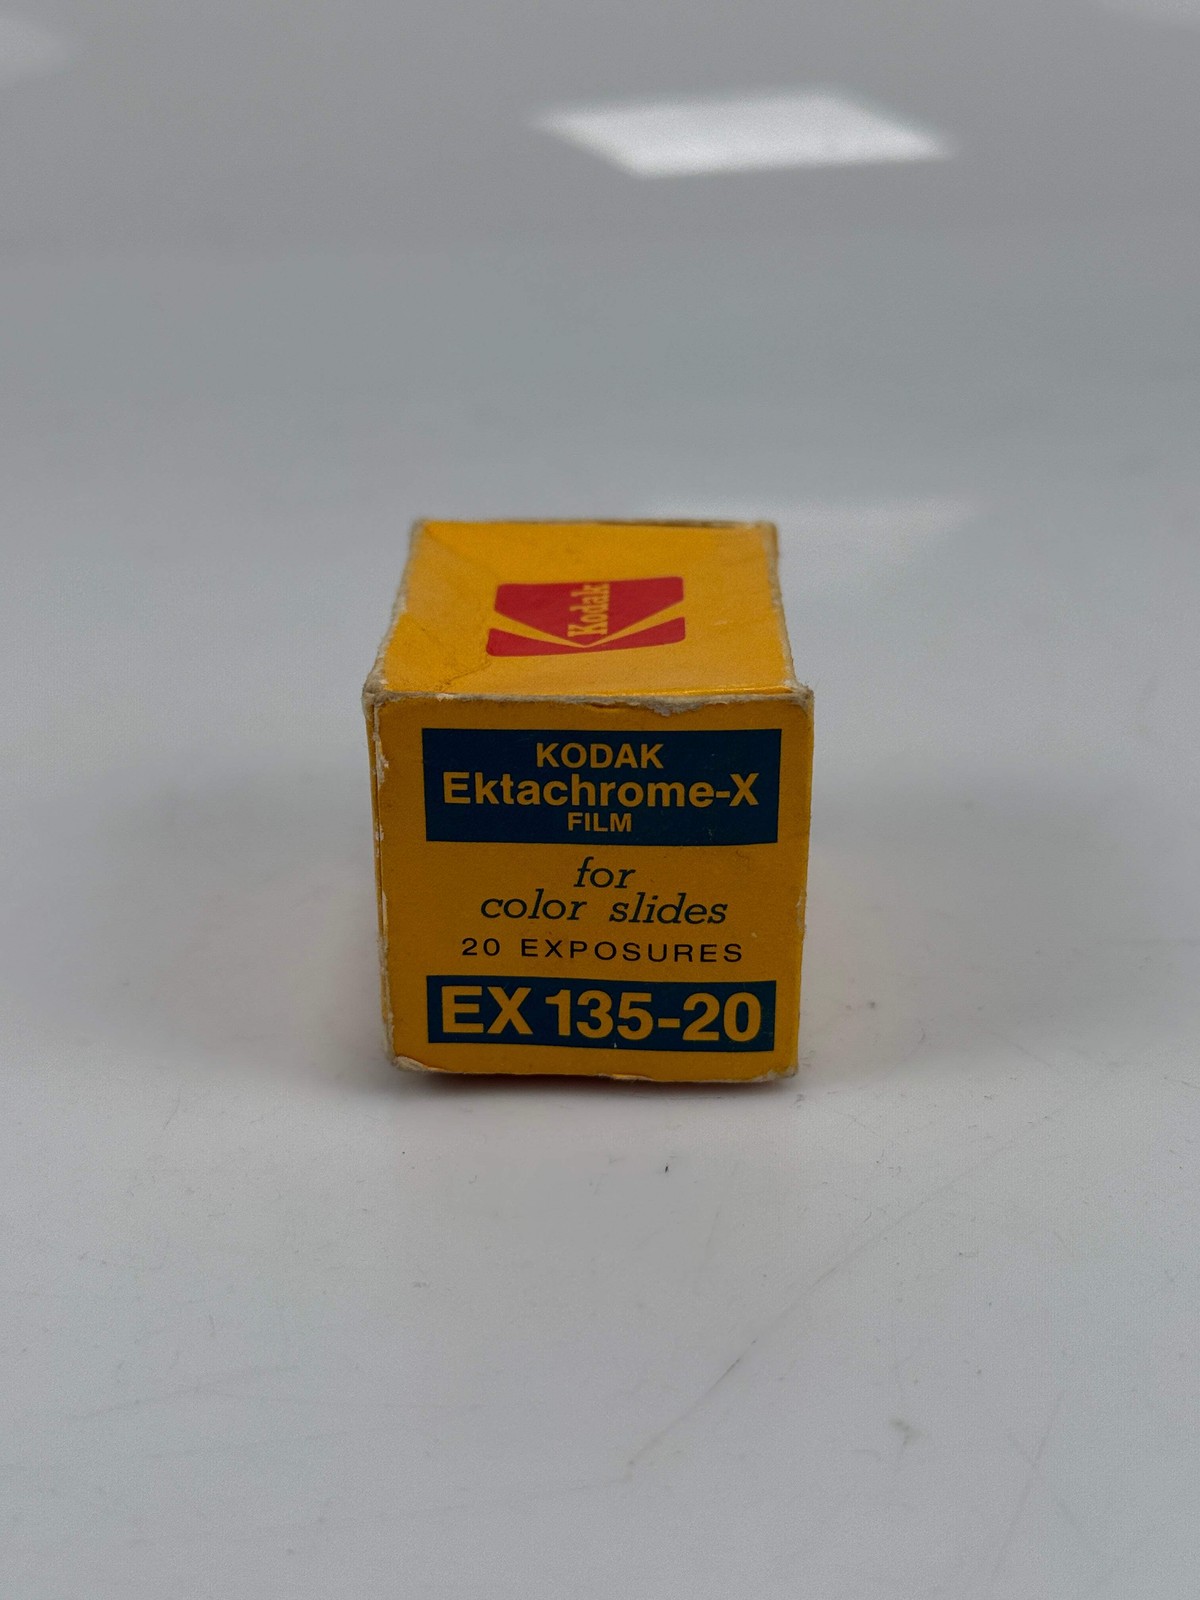 Kodak
KODAK
Ektachrome-X
FILM
for
color slides
20 EXPOSURES
EX 135-20